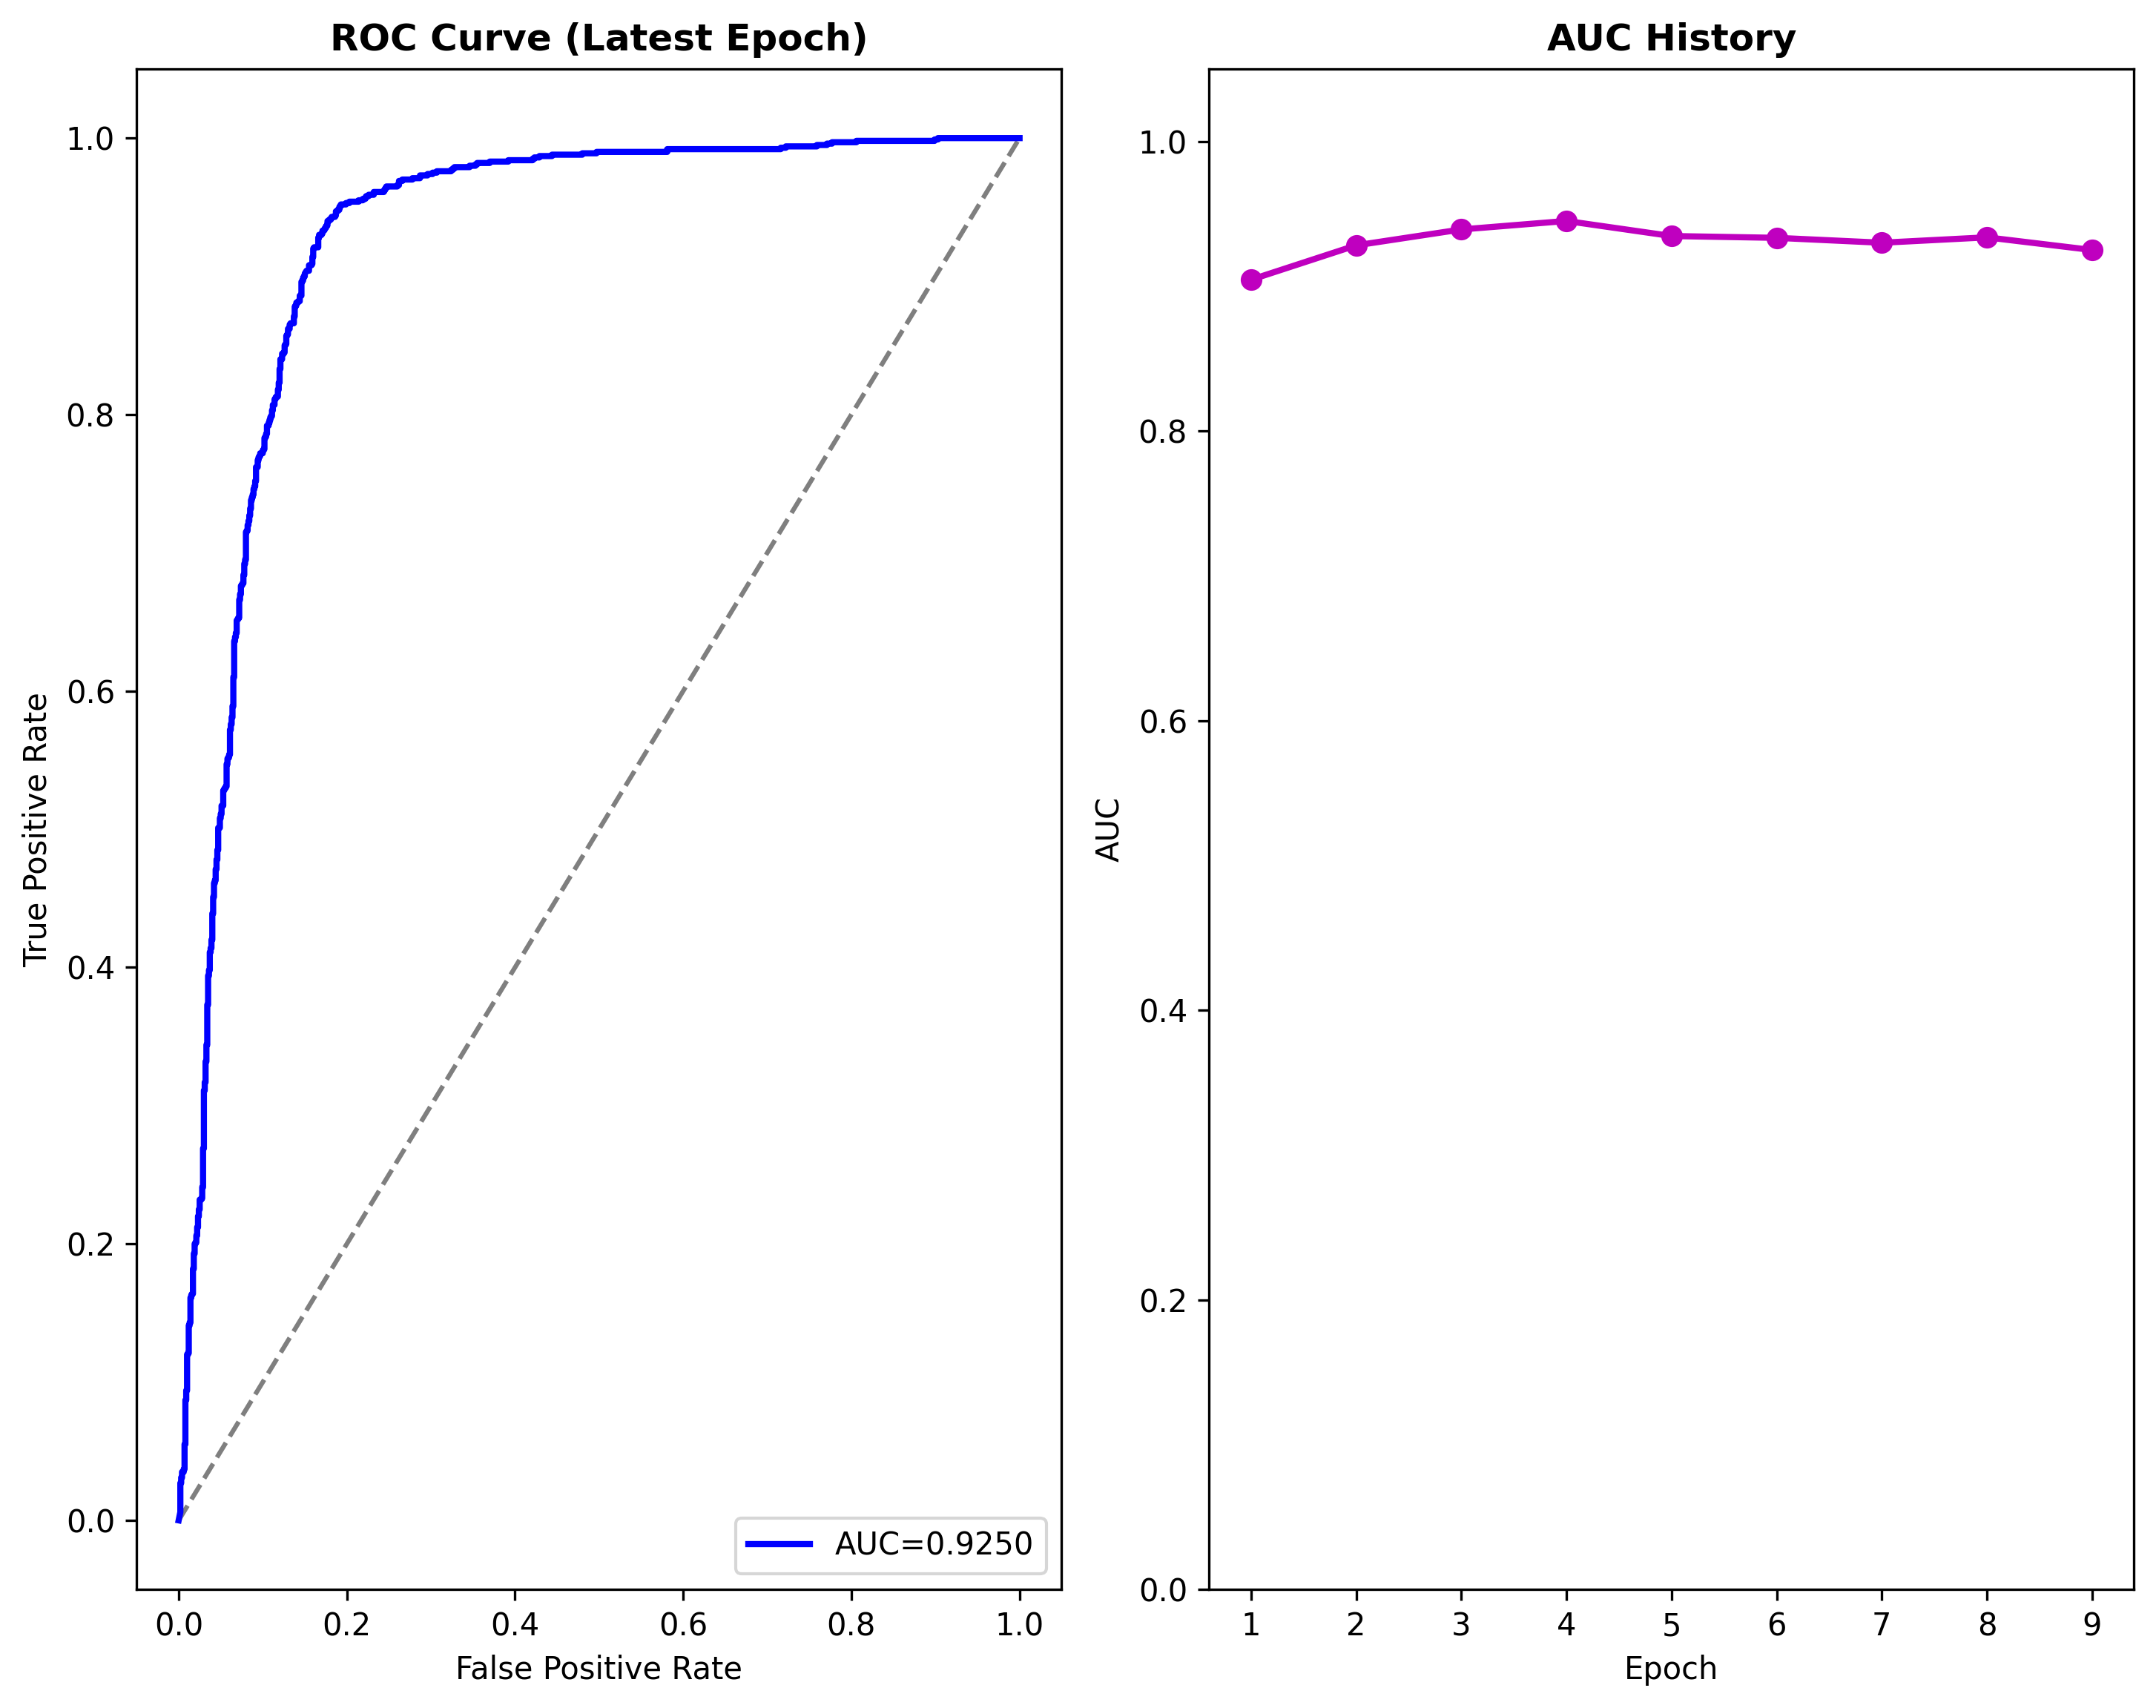 ROC Curve (Latest Epoch)
1.0
0.8
0.6
0.4
0.2
0.0
True Positive Rate
AUC=0.9250
0.0 0.2 0.4 0.6 0.8 1.0
False Positive Rate
AUC History
1.0
0.8
0.6
0.4
0.2
0.0
AUC
1 2 3 4 5 6 7 8 9
Epoch